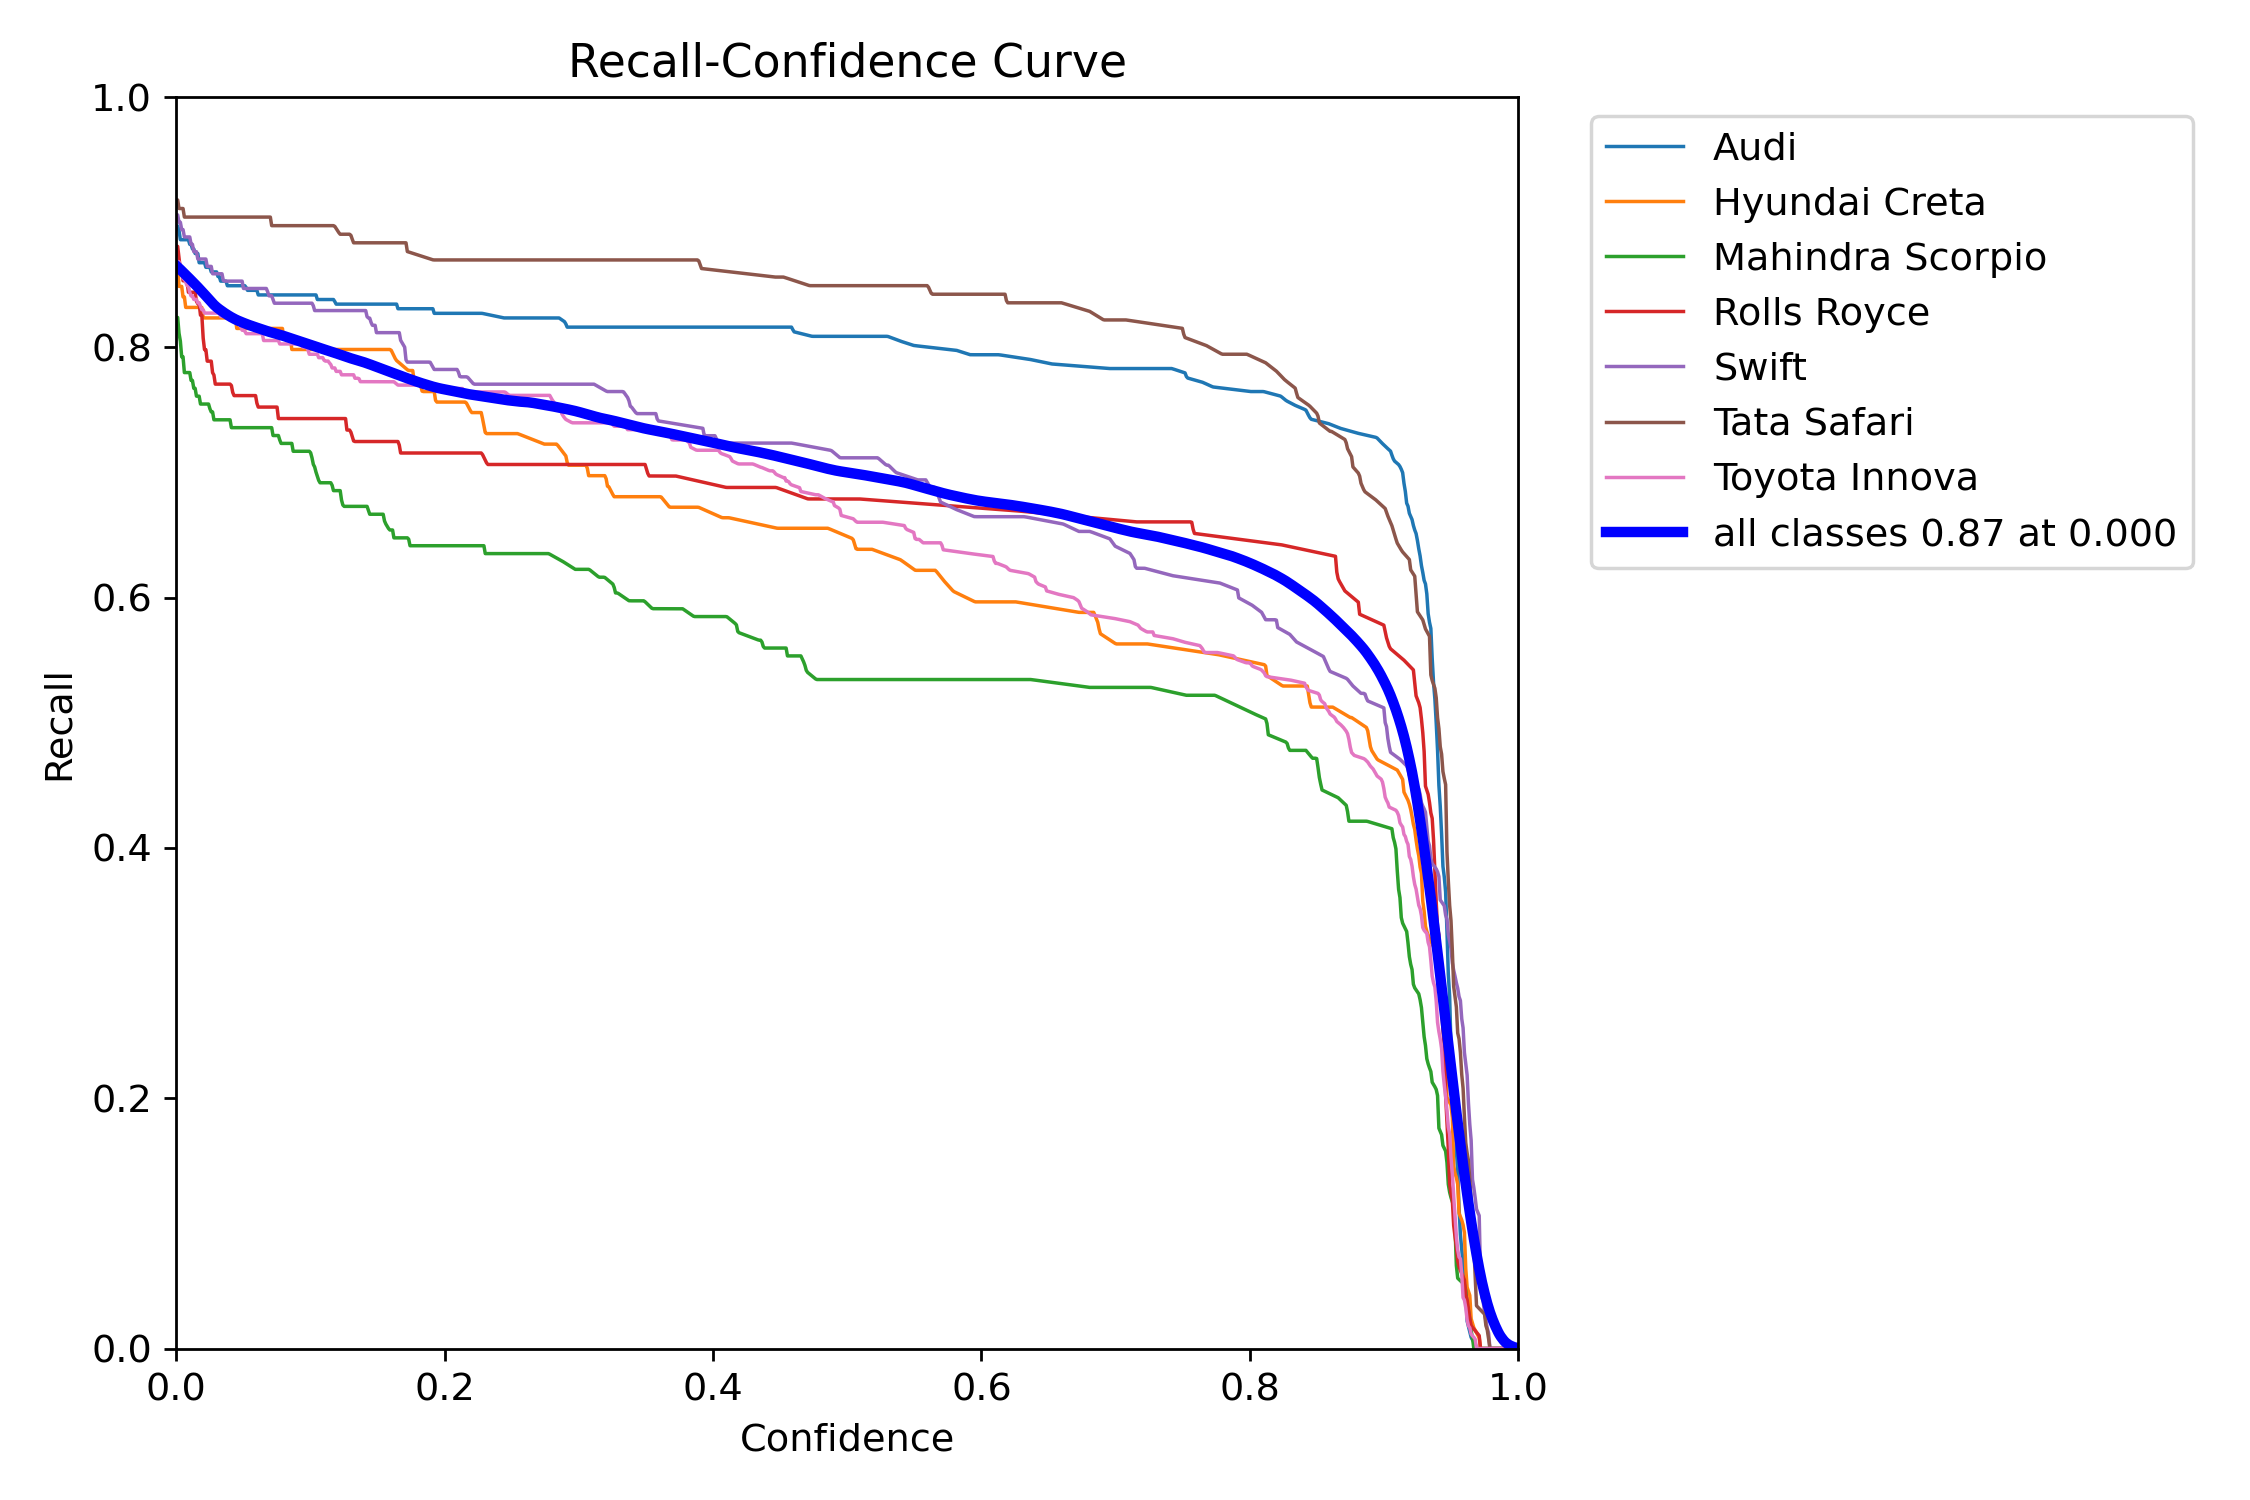 Recall-Confidence Curve
1.0
0.8
0.6
0.4
0.2
0.0
Recall
0.0 0.2 0.4 0.6 0.8 1.0
Confidence
Audi
Hyundai Creta
Mahindra Scorpio
Rolls Royce
Swift
Tata Safari
Toyota Innova
all classes 0.87 at 0.000